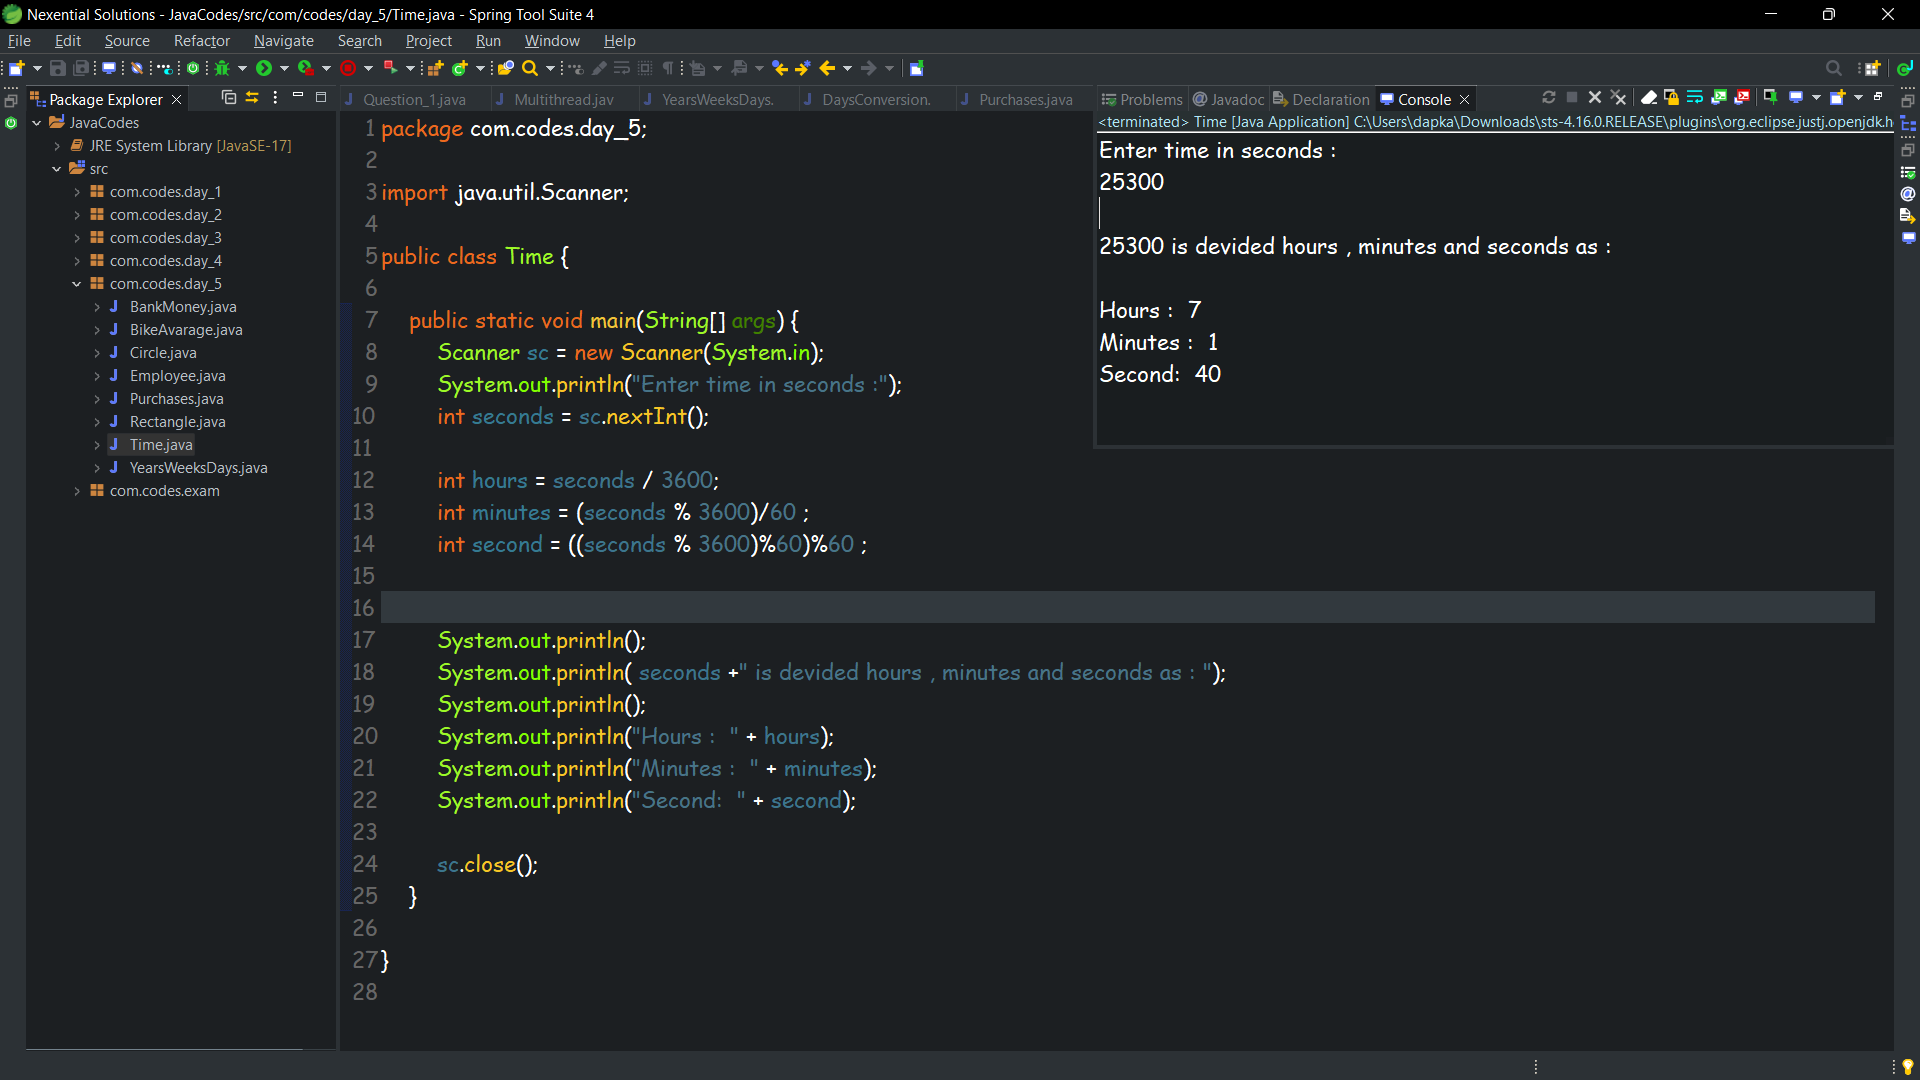 Nexential Solutions - JavaCodes/src/com/codes/day_5/Time.java - Spring Tool Suite 4
File Edit Source Refactor Navigate Search Project Run Window Help
Package Explorer
JavaCodes
JRE System Library [JavaSE-17]
src
com.codes.day_1
com.codes.day_2
com.codes.day_3
com.codes.day_4
com.codes.day_5
BankMoney.java
BikeAvarage.java
Circle.java
Employee.java
Purchases.java
Rectangle.java
Time.java
YearsWeeksDays.java
com.codes.exam
Question_1.java Multithread.jav YearsWeeksDays. DaysConversion. Purchases.java
1 package com.codes.day_5;
2
3 import java.util.Scanner;
4
5 public class Time {
6
7 public static void main(String[] args) {
8 Scanner sc = new Scanner(System.in);
9 System.out.println("Enter time in seconds :");
10 int seconds = sc.nextInt();
11
12 int hours = seconds / 3600;
13 int minutes = (seconds % 3600)/60 ;
14 int second = ((seconds % 3600)%60)%60 ;
15
16
17 System.out.println();
18 System.out.println( seconds +" is devided hours , minutes and seconds as : ");
19 System.out.println();
20 System.out.println("Hours :  " + hours);
21 System.out.println("Minutes :  " + minutes);
22 System.out.println("Second:  " + second);
23
24 sc.close();
25 }
26
27 }
28
Problems Javadoc Declaration Console
<terminated> Time [Java Application] C:\Users\dapka\Downloads\sts-4.16.0.RELEASE\plugins\org.eclipse.justj.openjdk.h
Enter time in seconds :
25300
25300 is devided hours , minutes and seconds as :
Hours :  7
Minutes :  1
Second:  40